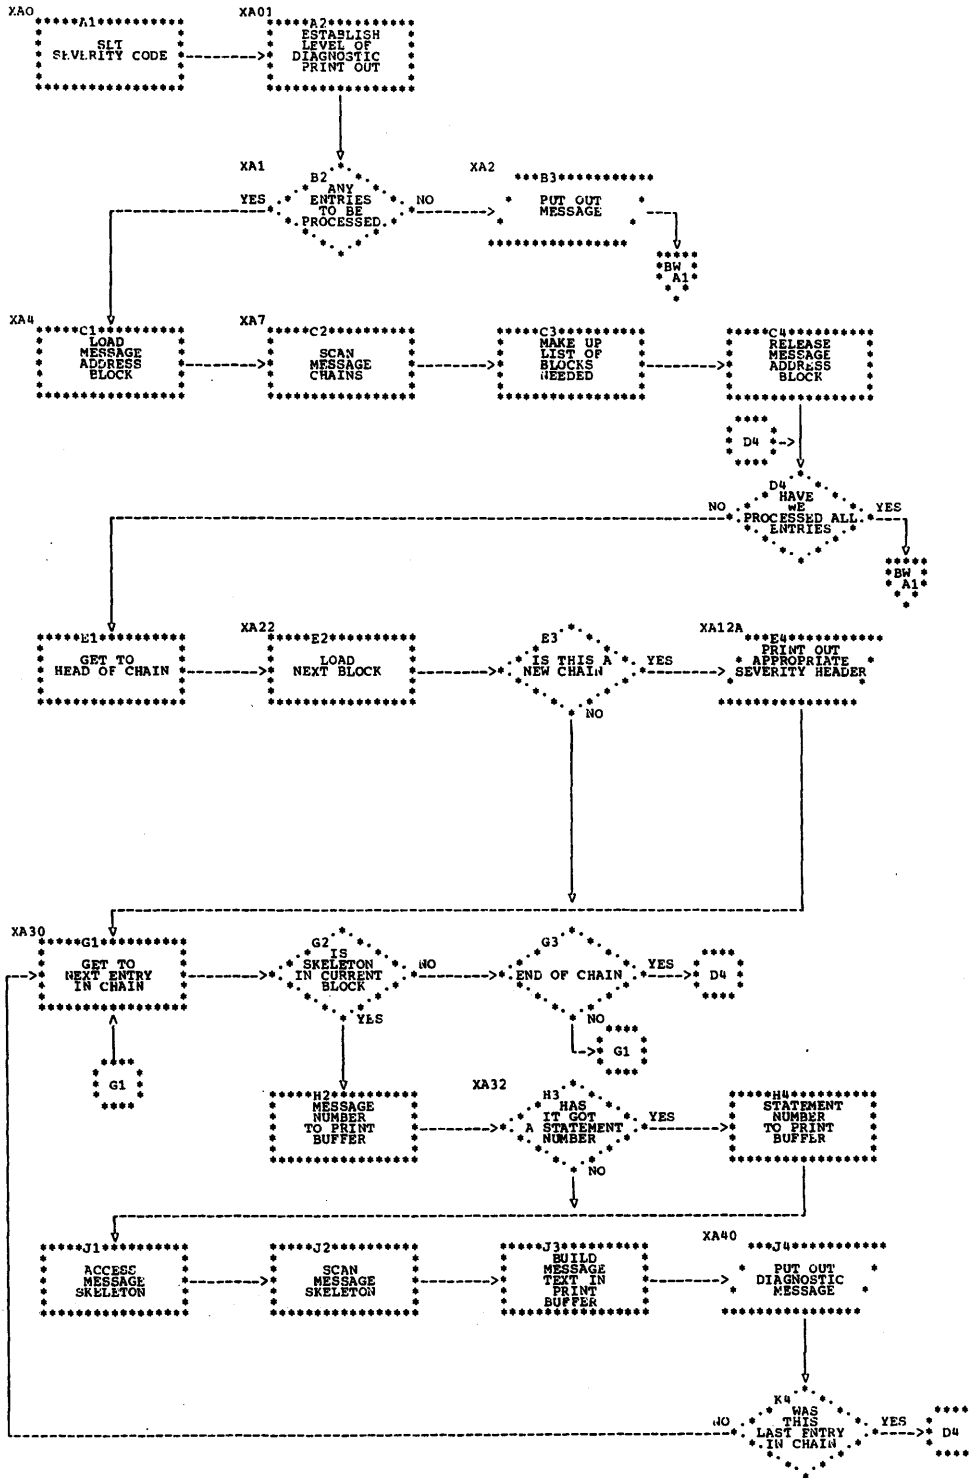 XA0 XA01
A1 A2
SET SEVERITY CODE
ESTABLISH LEVEL OF DIAGNOSTIC PRINT OUT
XA1 XA2
B2 B3
YES ANY ENTRIES TO BE PROCESSED NO
PUT OUT MESSAGE
BW A1
XA4 XA7
C1 C2 C3 C4
LOAD MESSAGE ADDRESS BLOCK
SCAN MESSAGE CHAINS
MAKE UP LIST OF BLOCKS NEEDED
RELEASE MESSAGE ADDRESS BLOCK
D4
D4
NO HAVE WE PROCESSED ALL ENTRIES YES
BW A1
XA22 XA12A
E1 E2 E3 E4
GET TO HEAD OF CHAIN
LOAD NEXT BLOCK
IS THIS A NEW CHAIN YES
NO
PRINT OUT APPROPRIATE SEVERITY HEADER
XA30
G1 G2 G3
GET TO NEXT ENTRY IN CHAIN
IS SKELETON IN CURRENT BLOCK NO
YES
END OF CHAIN YES
NO
D4
G1
G1
XA32
H2 H3 H4
MESSAGE NUMBER TO PRINT BUFFER
HAS IT GOT A STATEMENT NUMBER YES
NO
STATEMENT NUMBER TO PRINT BUFFER
XA40
J1 J2 J3 J4
ACCESS MESSAGE SKELETON
SCAN MESSAGE SKELETON
BUILD MESSAGE TEXT IN PRINT BUFFER
PUT OUT DIAGNOSTIC MESSAGE
K4
NO WAS THIS LAST ENTRY IN CHAIN YES
D4